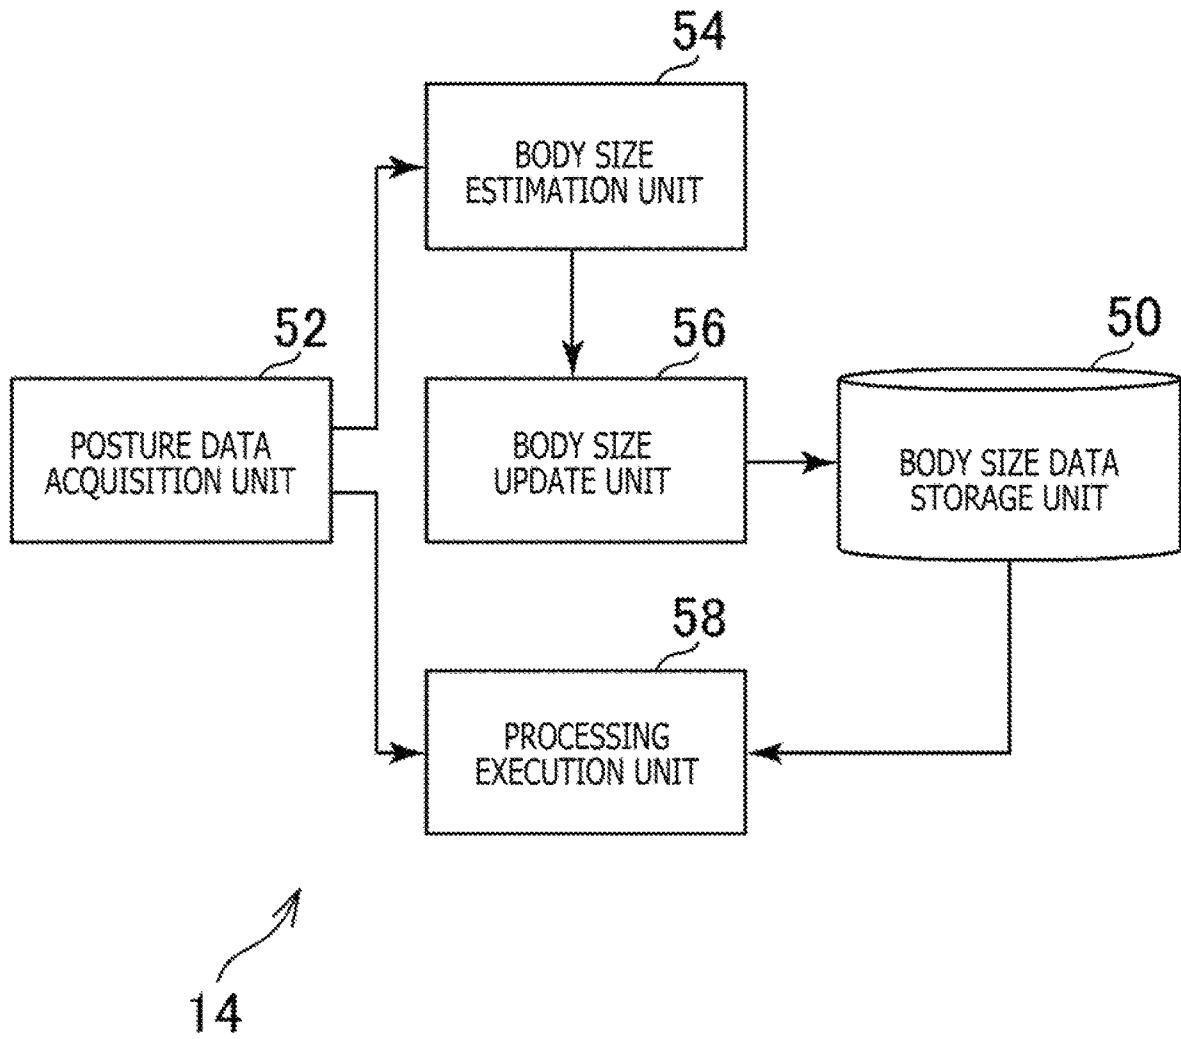 54
BODY SIZE
ESTIMATION UNIT
52
POSTURE DATA
ACQUISITION UNIT
56
BODY SIZE
UPDATE UNIT
50
BODY SIZE DATA
STORAGE UNIT
58
PROCESSING
EXECUTION UNIT
14